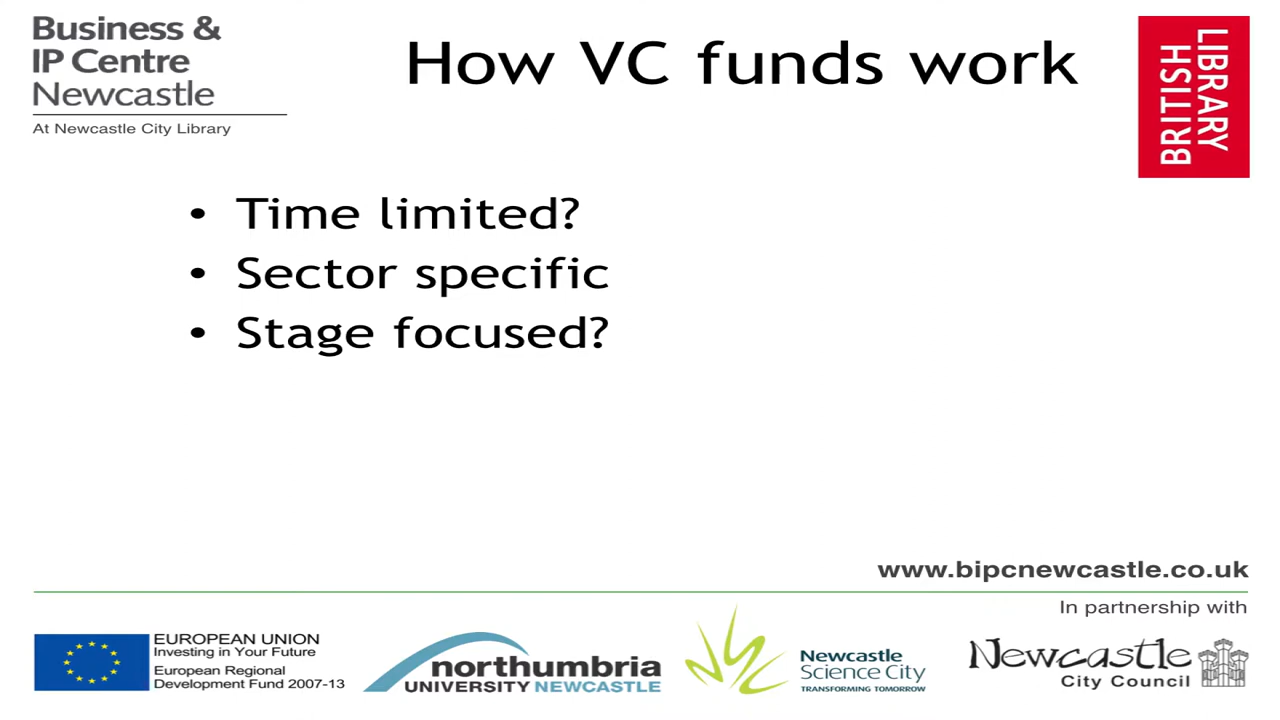 Business &
IP Centre
Newcastle
At Newcastle City Library
How VC funds work
BRITISH
LIBRARY
• Time limited?
• Sector specific
• Stage focused?
www.bipcnewcastle.co.uk
In partnership with
EUROPEAN UNION
Investing in Your Future
European Regional
Development Fund 2007-13
northumbria
UNIVERSITY NEWCASTLE
Newcastle
Science City
TRANSFORMING TOMORROW
Newcastle
City Council